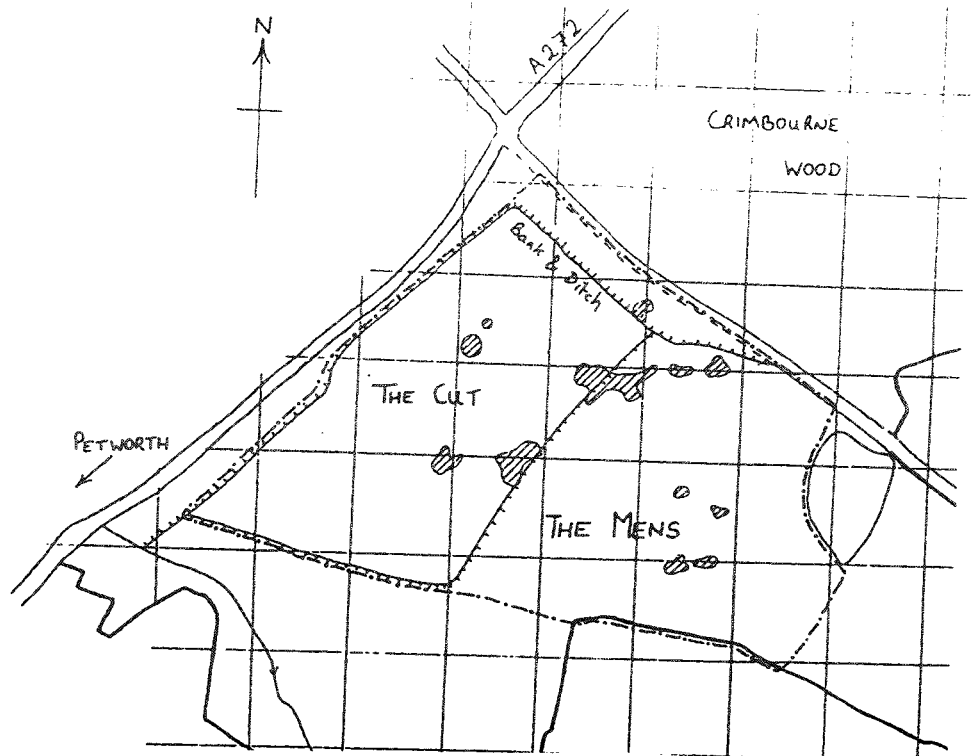 N
A272
CRIMBOURNE
WOOD
Bank & Ditch
THE CUT
PETWORTH
THE MENS